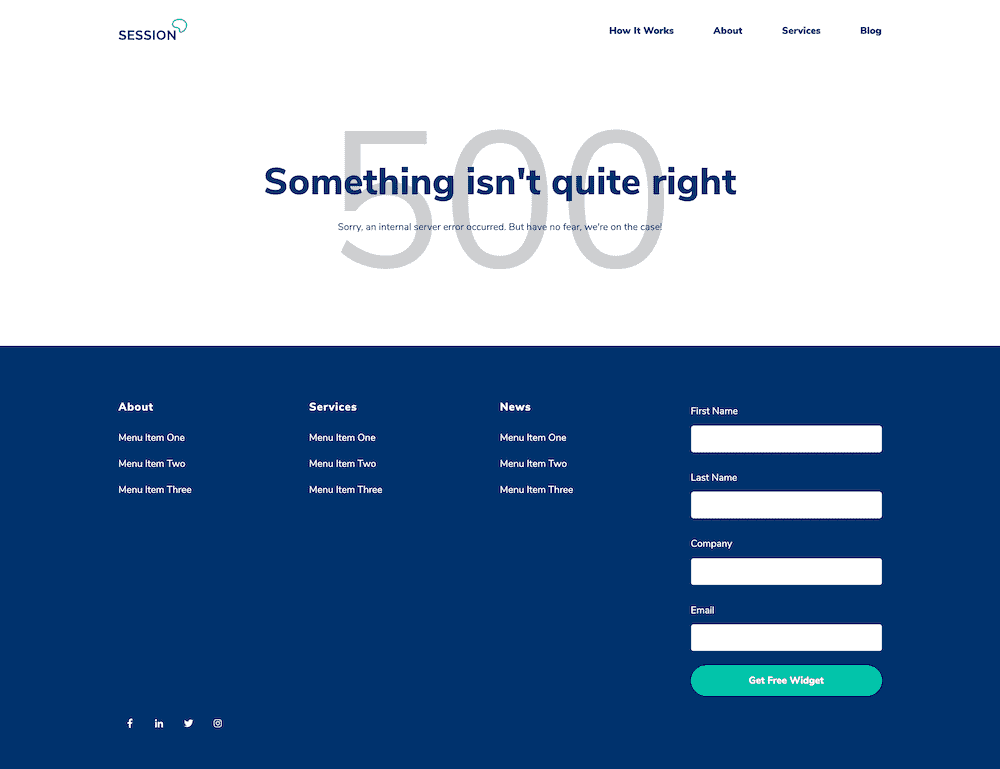 SESSION
How It Works About Services Blog
500
Something isn't quite right
Sorry, an internal server error occurred. But have no fear, we're on the case!
About
Menu Item One
Menu Item Two
Menu Item Three
Services
Menu Item One
Menu Item Two
Menu Item Three
News
Menu Item One
Menu Item Two
Menu Item Three
First Name
Last Name
Company
Email
Get Free Widget